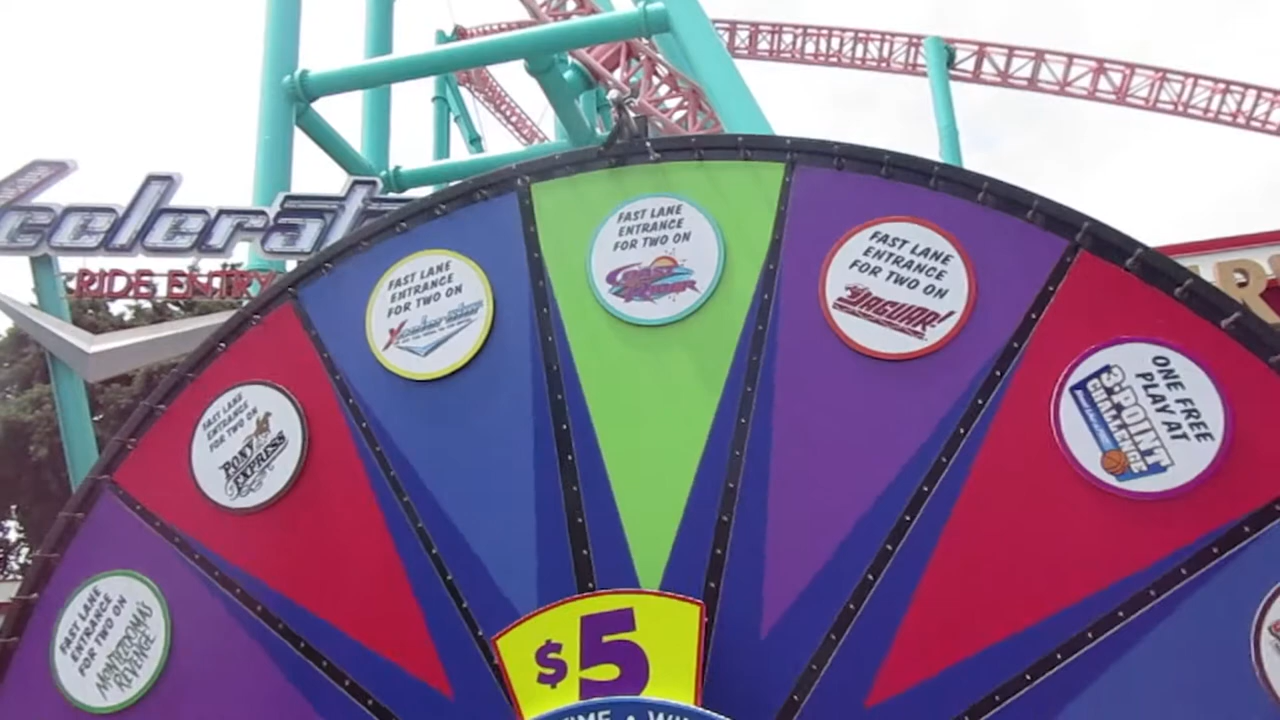 Xcelerator
RIDE ENTRY
FAST LANE
ENTRANCE
FOR TWO ON
MONTEZOOMA'S
REVENGE
FAST LANE
ENTRANCE
FOR TWO ON
PONY
EXPRESS
FAST LANE
ENTRANCE
FOR TWO ON
Xcelerator
FAST LANE
ENTRANCE
FOR TWO ON
COAST
RIDER
FAST LANE
ENTRANCE
FOR TWO ON
JAGUAR!
ONE FREE
PLAY AT
3-POINT
CHALLENGE
$5